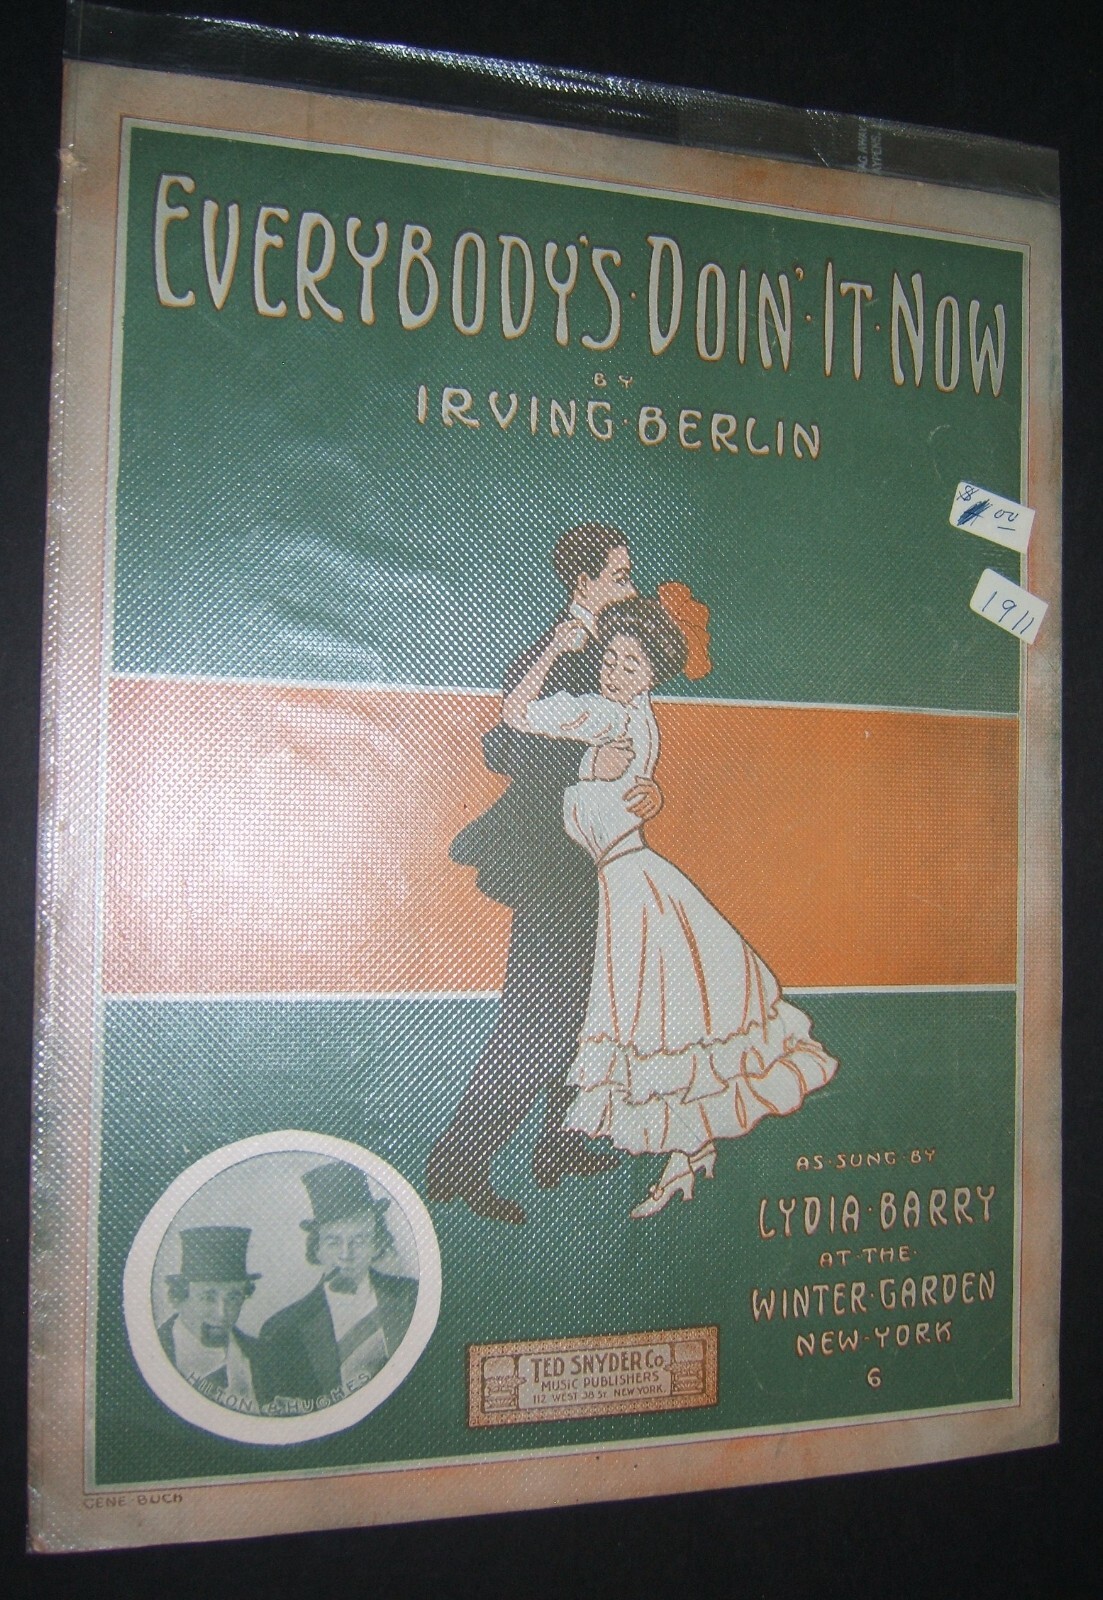 EVERYBODY'S·DOIN'·IT·NOW
BY
IRVING·BERLIN
$ 00
1911
AS·SUNG·BY
LYDIA·BARRY
AT·THE·
WINTER·GARDEN
NEW-YORK
6
HILTON & HUGHES
TED SNYDER Co.
MUSIC PUBLISHERS
112 WEST 38 ST. NEW YORK.
GENE·BUCK